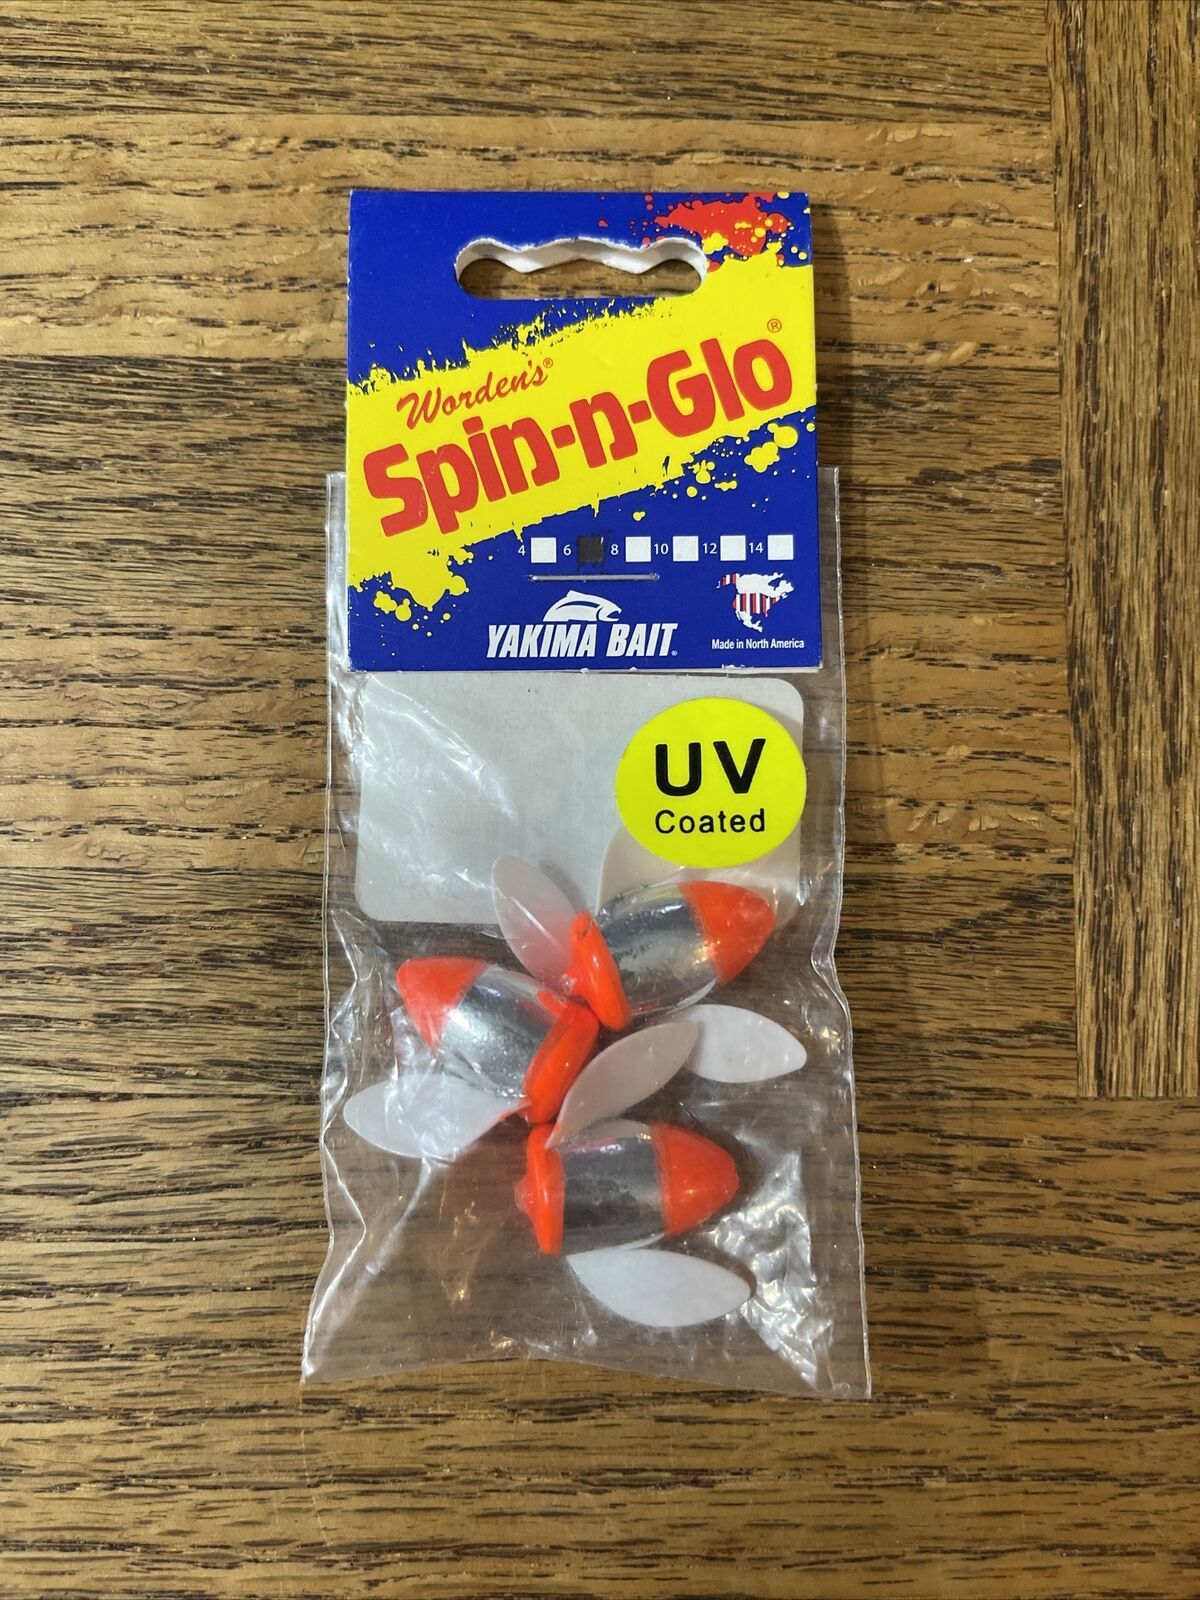 Worden's®
Spin-n-Glo®
4 6 8 10 12 14
YAKIMA BAIT®
Made in North America
UV
Coated